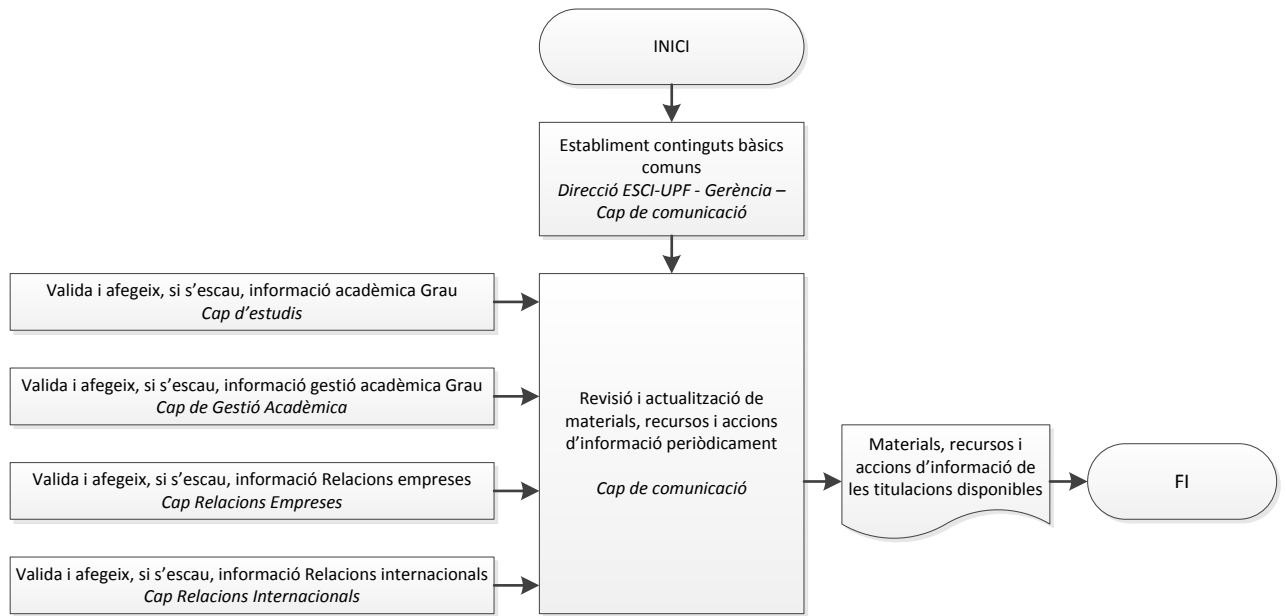 INICI
Establiment continguts bàsics
comuns
Direcció ESCI-UPF - Gerència –
Cap de comunicació
Valida i afegeix, si s’escau, informació acadèmica Grau
Cap d’estudis
Valida i afegeix, si s’escau, informació gestió acadèmica Grau
Cap de Gestió Acadèmica
Valida i afegeix, si s’escau, informació Relacions empreses
Cap Relacions Empreses
Valida i afegeix, si s’escau, informació Relacions internacionals
Cap Relacions Internacionals
Revisió i actualització de
materials, recursos i accions
d’informació periòdicament
Cap de comunicació
Materials, recursos i
accions d’informació de
les titulacions disponibles
FI